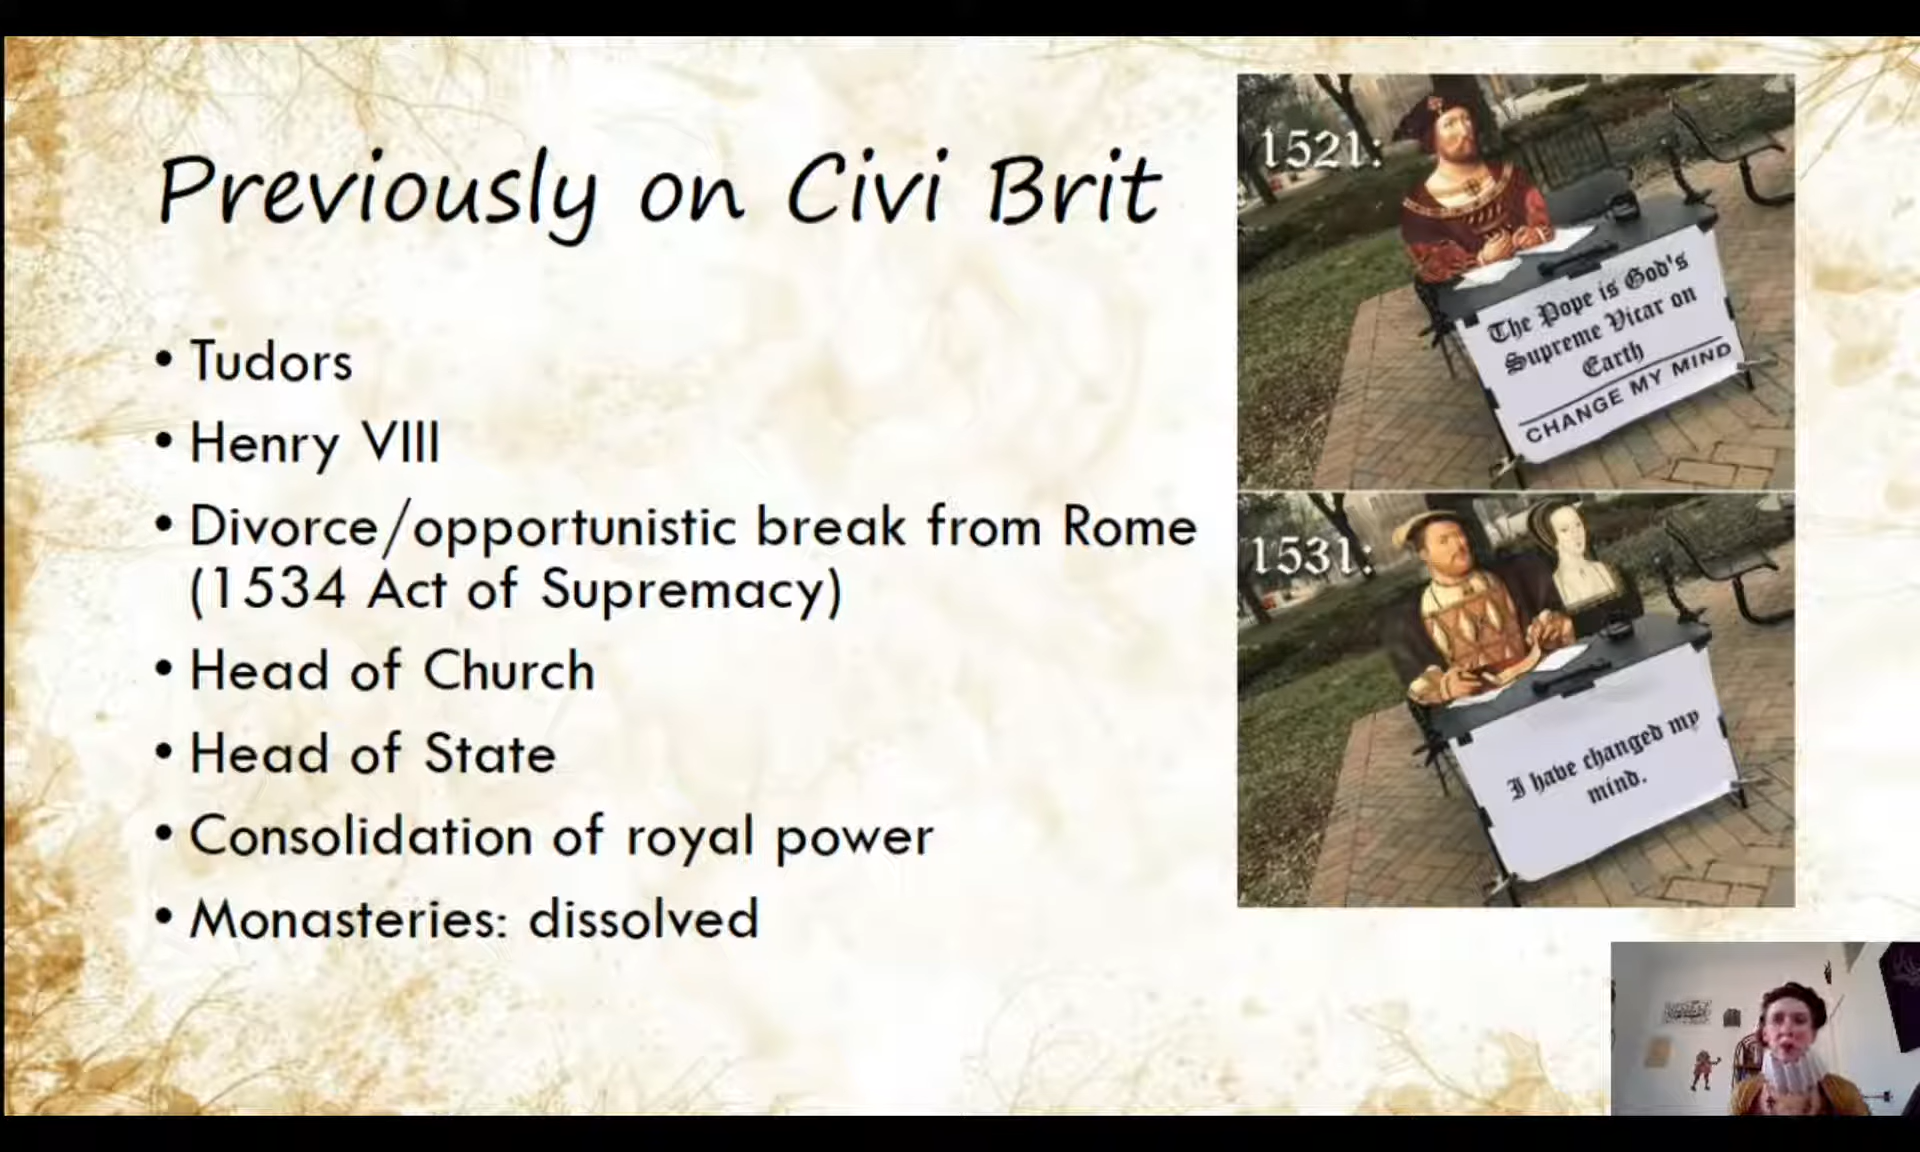 Previously on Civi Brit
• Tudors
• Henry VIII
• Divorce/opportunistic break from Rome
(1534 Act of Supremacy)
• Head of Church
• Head of State
• Consolidation of royal power
• Monasteries: dissolved
1521:
The Pope is God's
Supreme Vicar on
Earth
CHANGE MY MIND
1531:
I have changed my
mind.